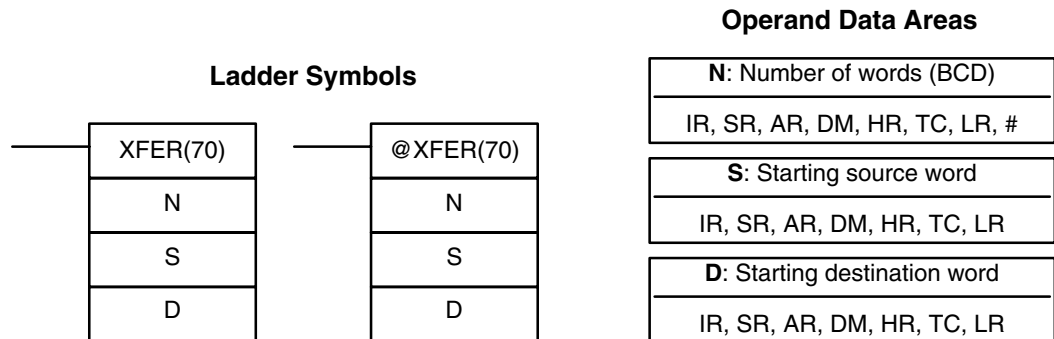 Ladder Symbols
XFER(70)
N
S
D
@XFER(70)
N
S
D
Operand Data Areas
N: Number of words (BCD)
IR, SR, AR, DM, HR, TC, LR, #
S: Starting source word
IR, SR, AR, DM, HR, TC, LR
D: Starting destination word
IR, SR, AR, DM, HR, TC, LR